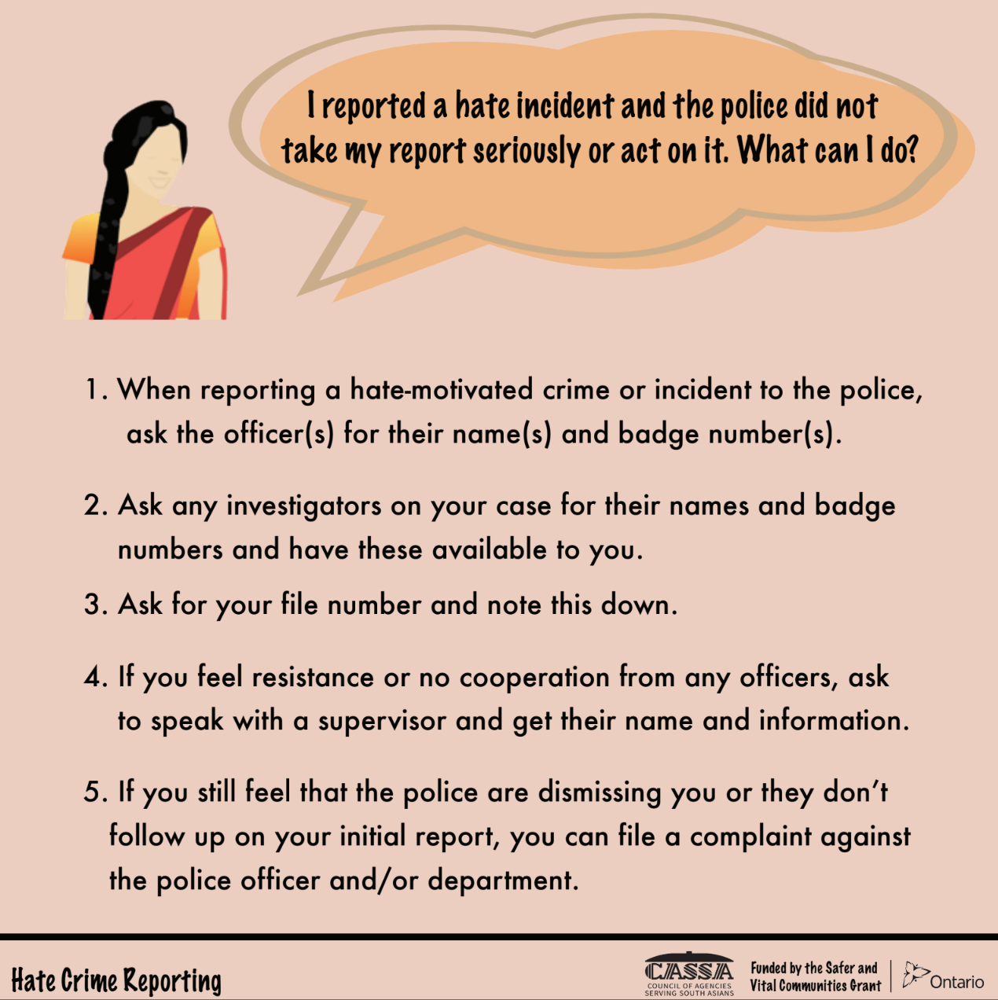 I reported a hate incident and the police did not
take my report seriously or act on it. What can I do?
1. When reporting a hate-motivated crime or incident to the police,
ask the officer(s) for their name(s) and badge number(s).
2. Ask any investigators on your case for their names and badge
numbers and have these available to you.
3. Ask for your file number and note this down.
4. If you feel resistance or no cooperation from any officers, ask
to speak with a supervisor and get their name and information.
5. If you still feel that the police are dismissing you or they don’t
follow up on your initial report, you can file a complaint against
the police officer and/or department.
Hate Crime Reporting
CASSA
COUNCIL OF AGENCIES
SERVING SOUTH ASIANS
Funded by the Safer and
Vital Communities Grant
Ontario